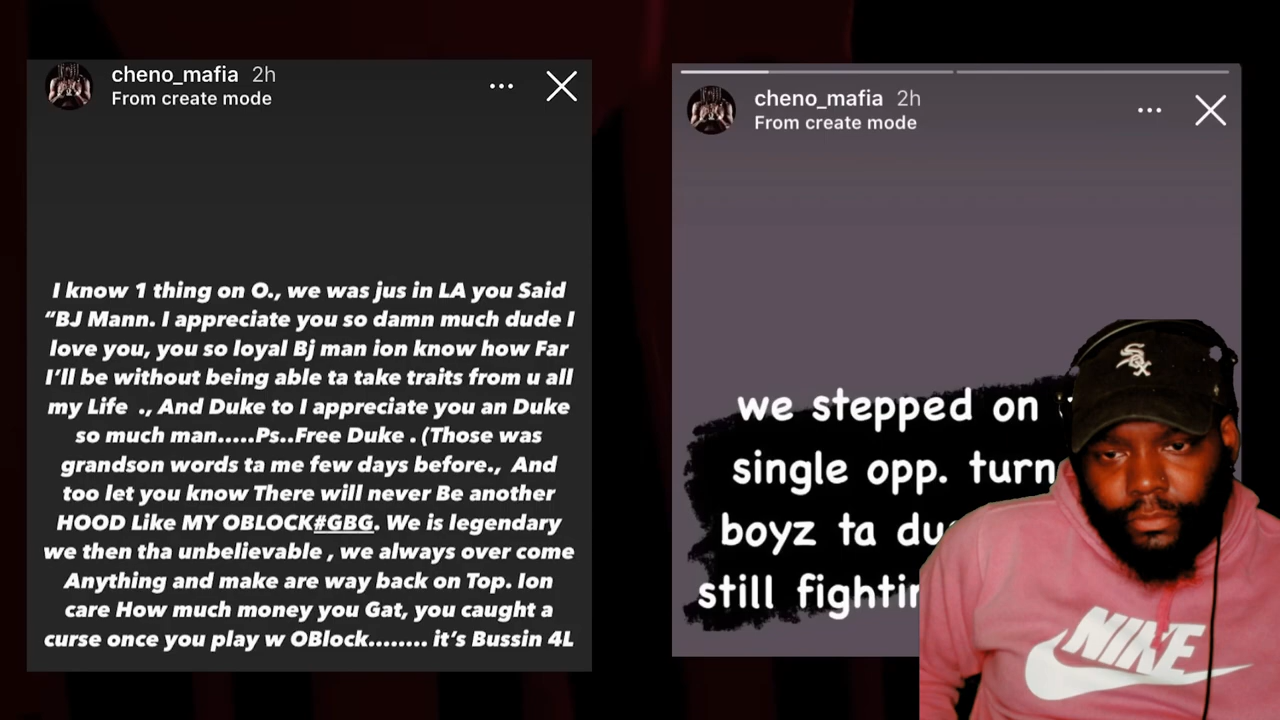 cheno_mafia 2h
From create mode
I know 1 thing on O., we was jus in LA you Said
“BJ Mann. I appreciate you so damn much dude I
love you, you so loyal Bj man ion know how Far
I’ll be without being able ta take traits from u all
my Life ., And Duke to I appreciate you an Duke
so much man.....Ps..Free Duke . (Those was
grandson words ta me few days before., And
too let you know There will never Be another
HOOD Like MY OBLOCK#GBG. We is legendary
we then tha unbelievable , we always over come
Anything and make are way back on Top. Ion
care How much money you Gat, you caught a
curse once you play w OBlock........ it’s Bussin 4L
cheno_mafia 2h
From create mode
we stepped on
single opp. turn
boyz ta
still
Sox
NIKE